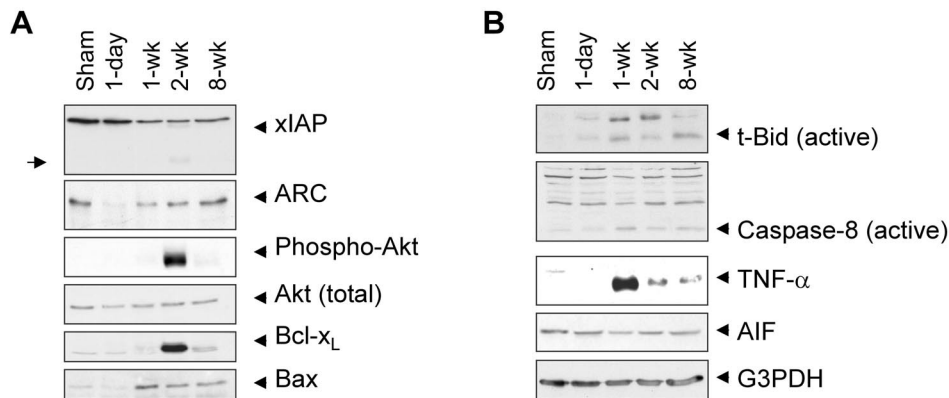 A
Sham
1-day
1-wk
2-wk
8-wk
xIAP
ARC
Phospho-Akt
Akt (total)
Bcl-xL
Bax
B
Sham
1-day
1-wk
2-wk
8-wk
t-Bid (active)
Caspase-8 (active)
TNF-α
AIF
G3PDH